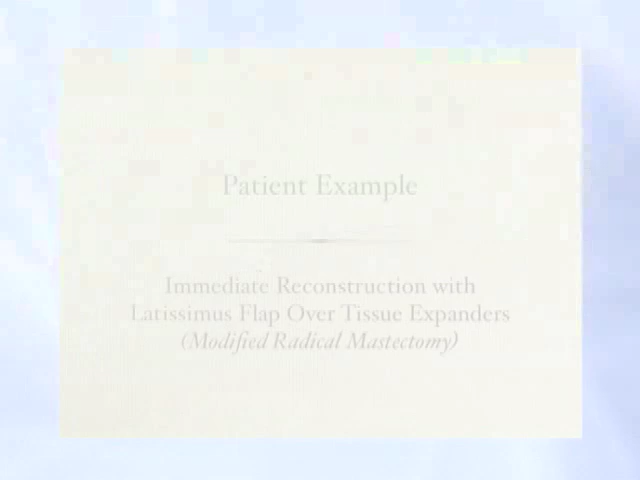 Patient Example
Immediate Reconstruction with
Latissimus Flap Over Tissue Expanders
(Modified Radical Mastectomy)